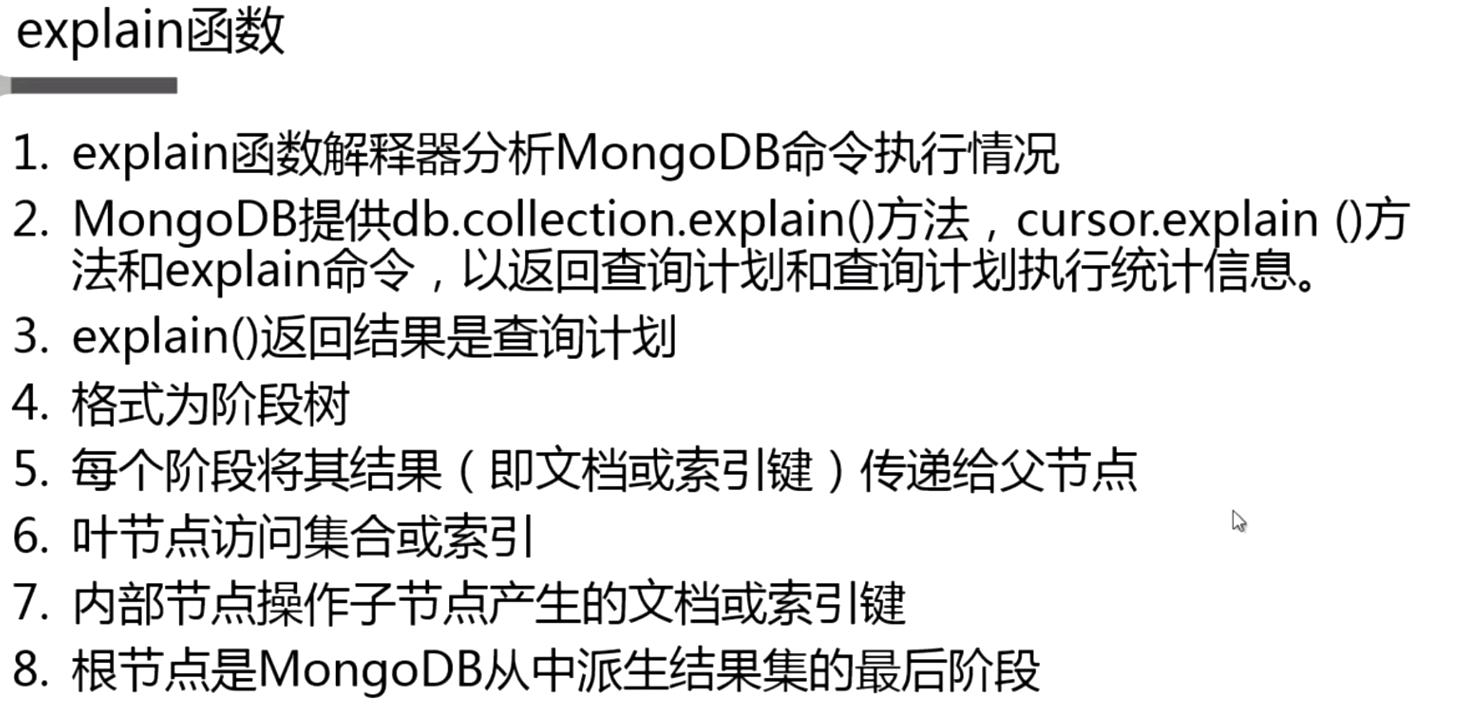 explain函数
1. explain函数解释器分析MongoDB命令执行情况
2. MongoDB提供db.collection.explain()方法，cursor.explain ()方
法和explain命令，以返回查询计划和查询计划执行统计信息。
3. explain()返回结果是查询计划
4. 格式为阶段树
5. 每个阶段将其结果（即文档或索引键）传递给父节点
6. 叶节点访问集合或索引
7. 内部节点操作子节点产生的文档或索引键
8. 根节点是MongoDB从中派生结果集的最后阶段